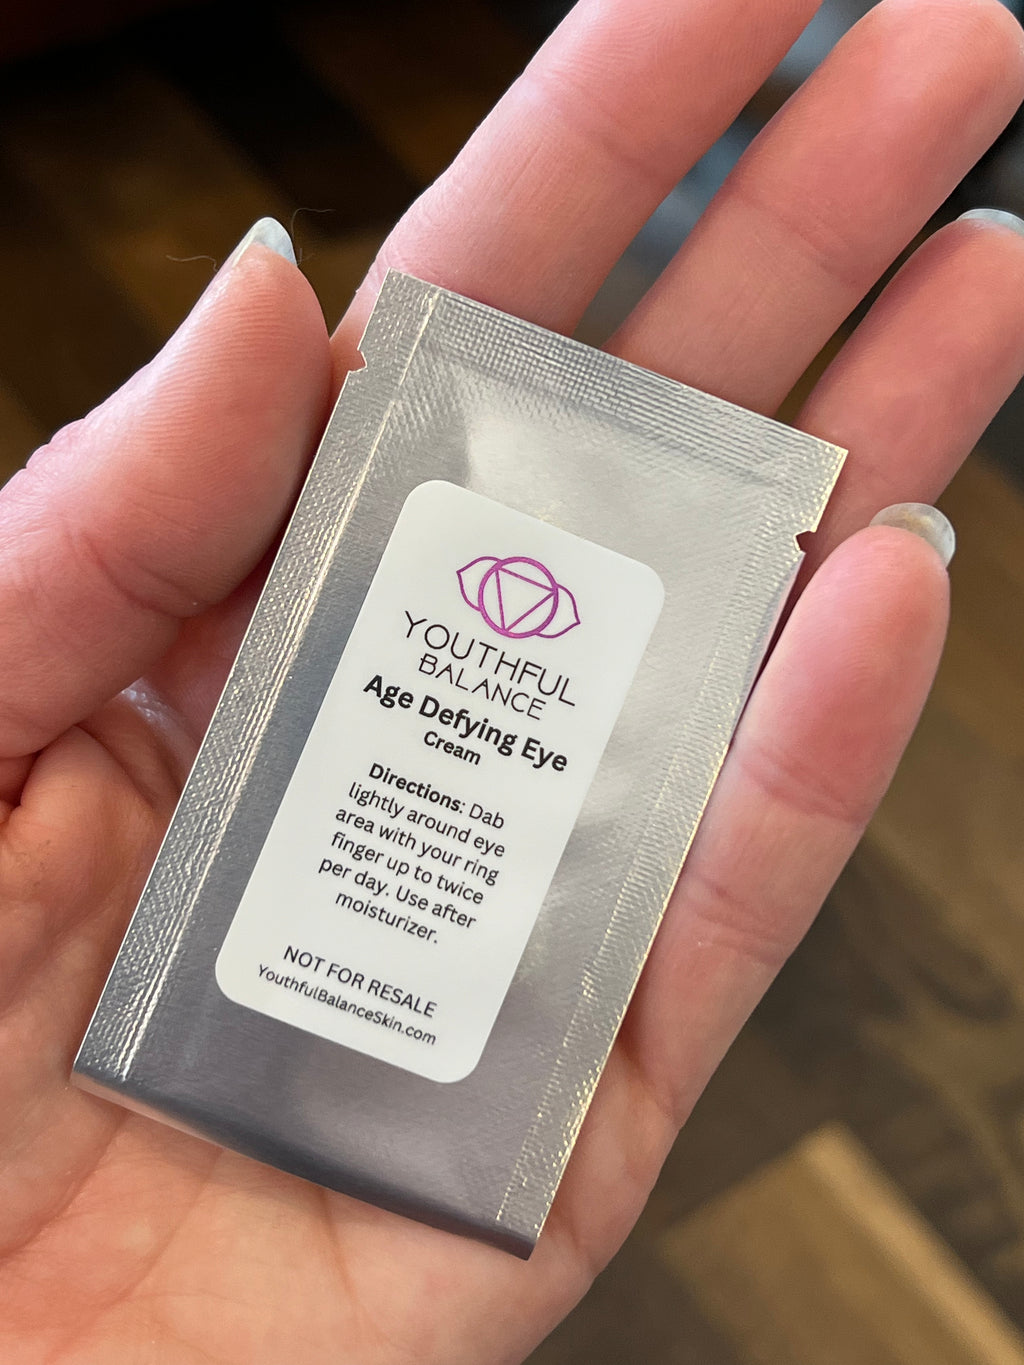 YOUTHFUL
BALANCE
Age Defying Eye
Cream
Directions: Dab
lightly around eye
area with your ring
finger up to twice
per day. Use after
moisturizer.
NOT FOR RESALE
YouthfulBalanceSkin.com